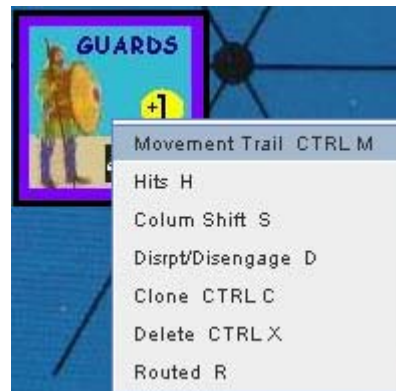 GUARDS
+1
Movement Trail CTRL M
Hits H
Colum Shift S
Disrpt/Disengage D
Clone CTRL C
Delete CTRL X
Routed R